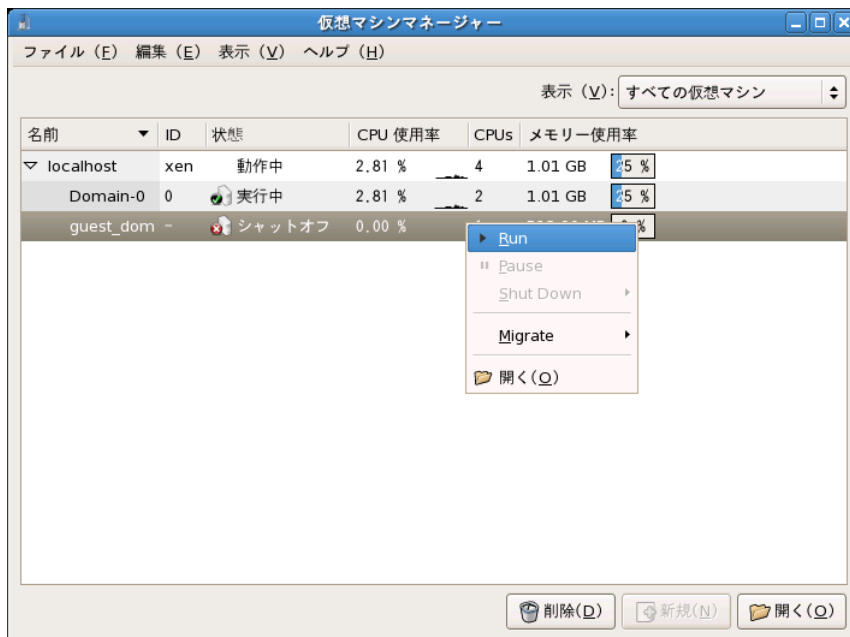 仮想マシンマネージャー
ファイル (F) 編集 (E) 表示 (V) ヘルプ (H)
表示 (V): すべての仮想マシン
名前 ID 状態 CPU 使用率 CPUs メモリー使用率
localhost xen 動作中 2.81 % 4 1.01 GB 25 %
Domain-0 0 実行中 2.81 % 2 1.01 GB 25 %
guest_dom - シャットオフ 0.00 % %
Run
Pause
Shut Down
Migrate
開く(O)
削除(D) 新規(N) 開く(O)